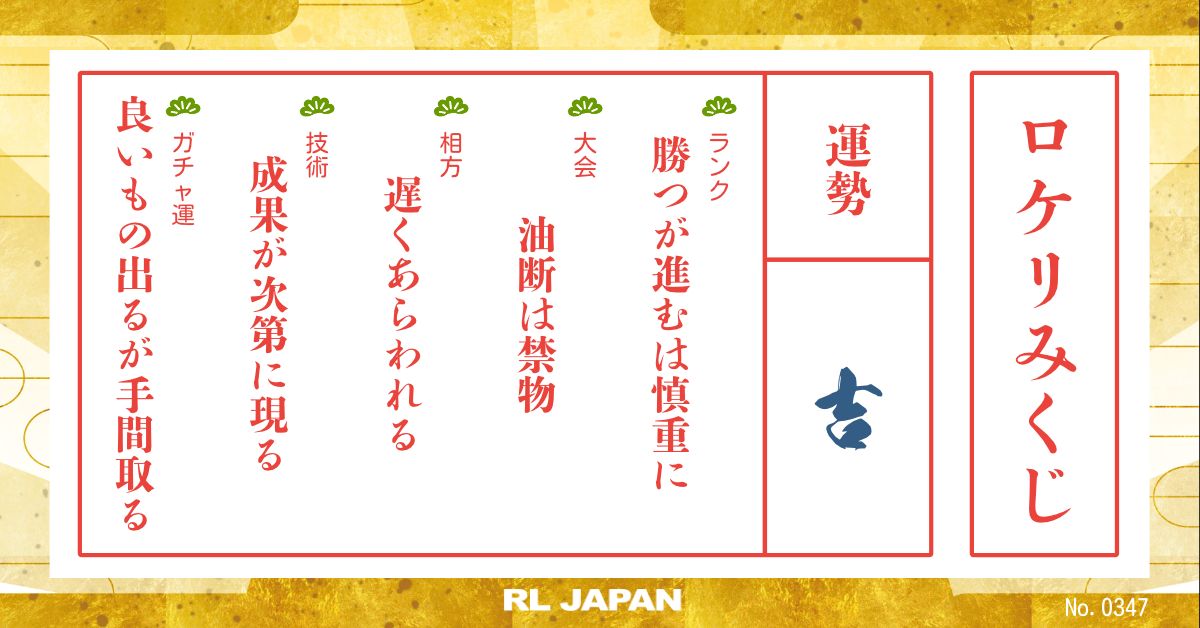 ロケリみくじ
運勢
吉
ランク
勝つが進むは慎重に
大会
油断は禁物
相方
遅くあらわれる
技術
成果が次第に現る
ガチャ運
良いもの出るが手間取る
RL JAPAN
No. 0347